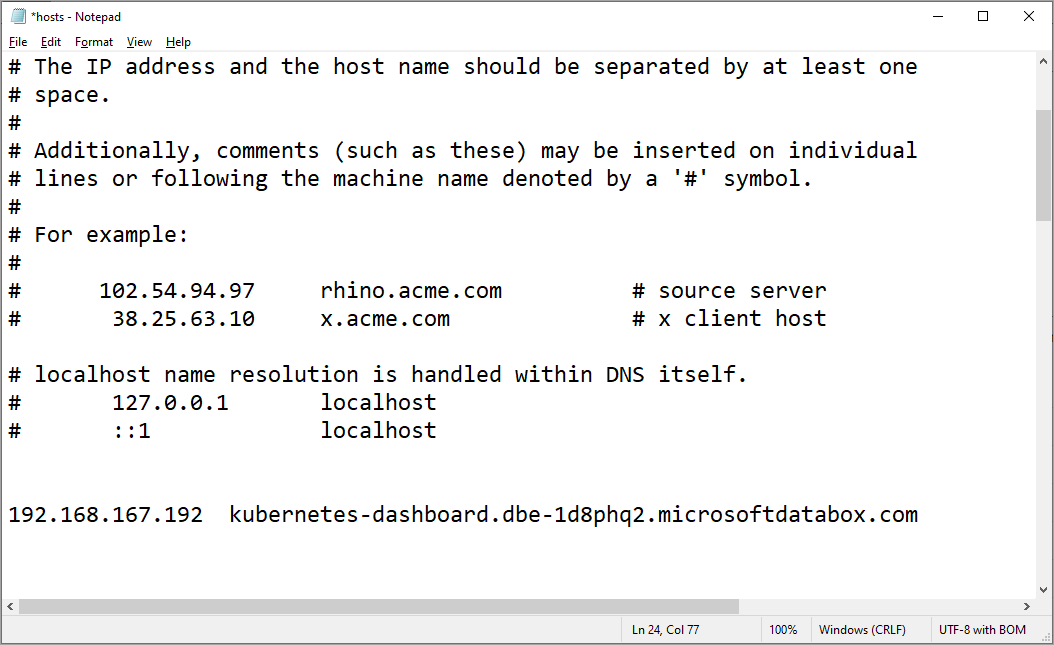 *hosts - Notepad
File Edit Format View Help
# The IP address and the host name should be separated by at least one
# space.
#
# Additionally, comments (such as these) may be inserted on individual
# lines or following the machine name denoted by a '#' symbol.
#
# For example:
#
#      102.54.94.97     rhino.acme.com          # source server
#       38.25.63.10     x.acme.com              # x client host
# localhost name resolution is handled within DNS itself.
#       127.0.0.1       localhost
#       ::1             localhost
192.168.167.192  kubernetes-dashboard.dbe-1d8phq2.microsoftdatabox.com
Ln 24, Col 77 100% Windows (CRLF) UTF-8 with BOM